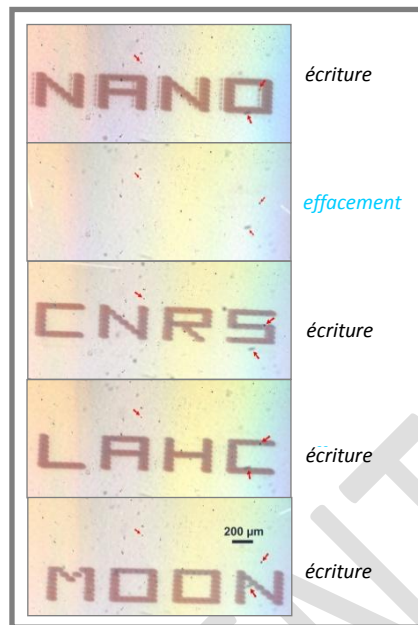 NANO écriture
effacement
CNRS écriture
LAHC écriture
200 µm
MOON écriture